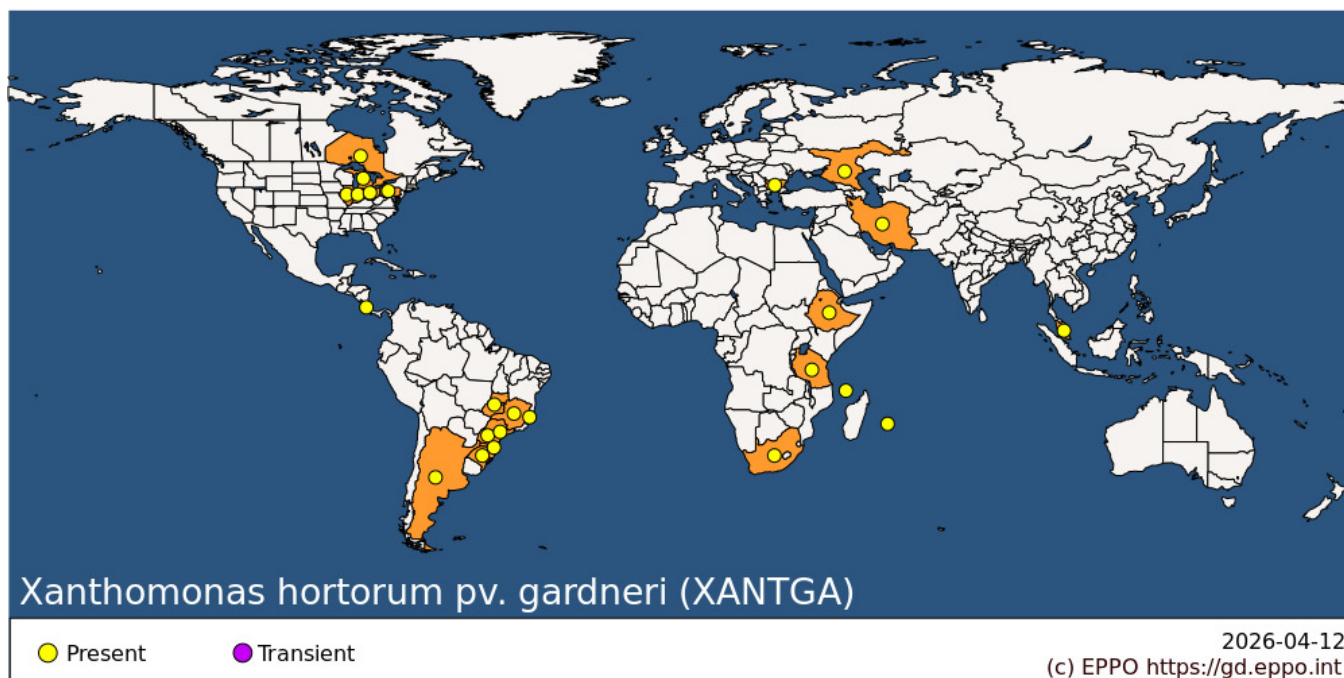 Xanthomonas hortorum pv. gardneri (XANTGA)
Present
Transient
2026-04-12
(c) EPPO https://gd.eppo.int